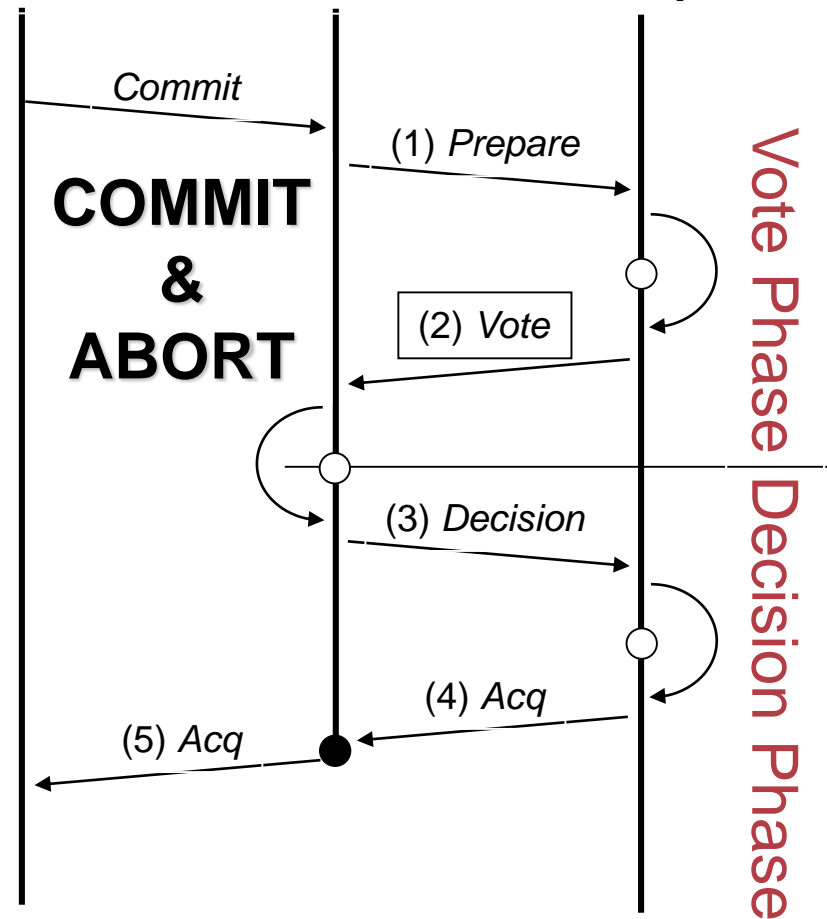 Commit
(1) Prepare
COMMIT
&
ABORT
(2) Vote
(3) Decision
(4) Acq
(5) Acq
Vote Phase
Decision Phase